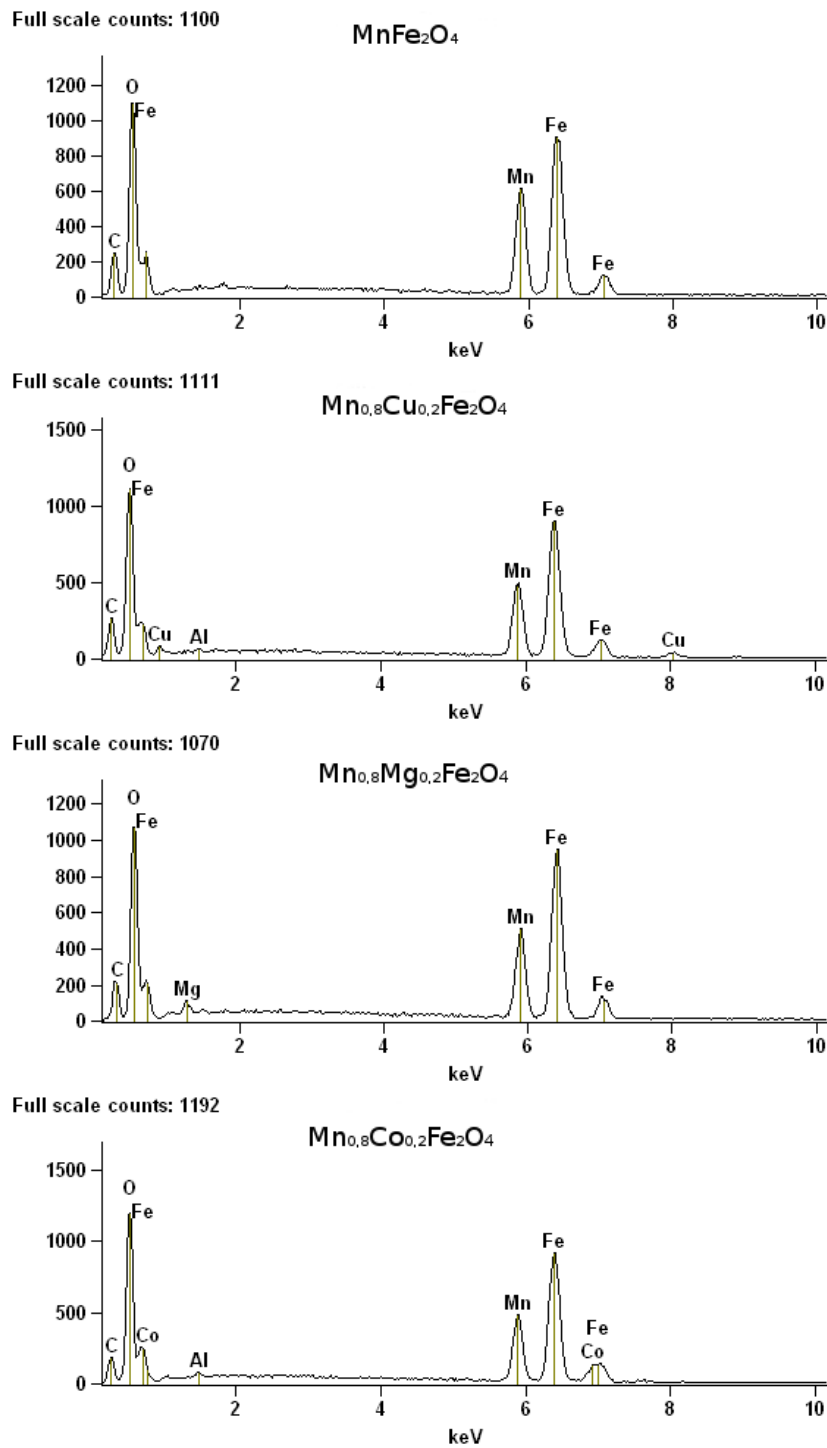 Full scale counts: 1100
MnFe₂O₄
1200
1000
800
600
400
200
0
O
Fe
C
Mn
Fe
Fe
2 4 6 8 10
keV
Full scale counts: 1111
Mn₀,₈Cu₀,₂Fe₂O₄
1500
1000
500
0
O
Fe
C
Cu
Al
Mn
Fe
Fe
Cu
2 4 6 8 10
keV
Full scale counts: 1070
Mn₀,₈Mg₀,₂Fe₂O₄
1200
1000
800
600
400
200
0
O
Fe
C
Mg
Mn
Fe
Fe
2 4 6 8 10
keV
Full scale counts: 1192
Mn₀,₈Co₀,₂Fe₂O₄
1500
1000
500
0
O
Fe
C
Co
Al
Mn
Fe
Fe
Co
2 4 6 8 10
keV